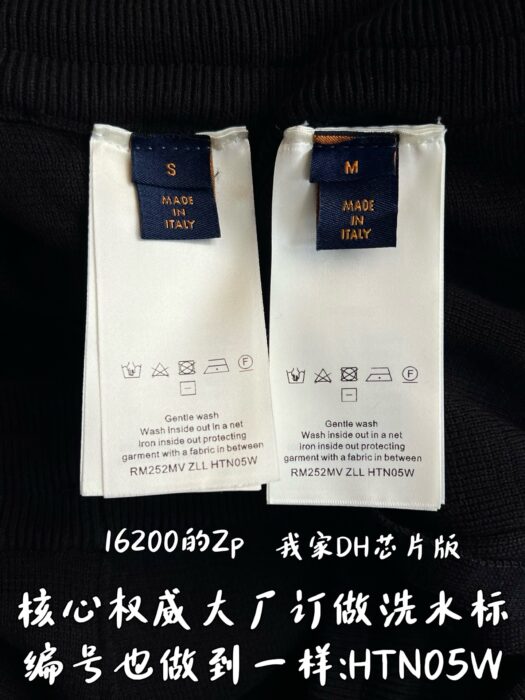 S
MADE
IN
ITALY
M
MADE
IN
ITALY
F
Gentle wash
Wash inside out in a net
Iron inside out protecting
garment with a fabric in between
RM252MV ZLL HTN05W
F
Gentle wash
Wash inside out in a net
Iron inside out protecting
garment with a fabric in between
RM252MV ZLL HTN05W
16200的Zp 我家DH芯片版
核心权威大厂订做洗水标
编号也做到一样:HTN05W